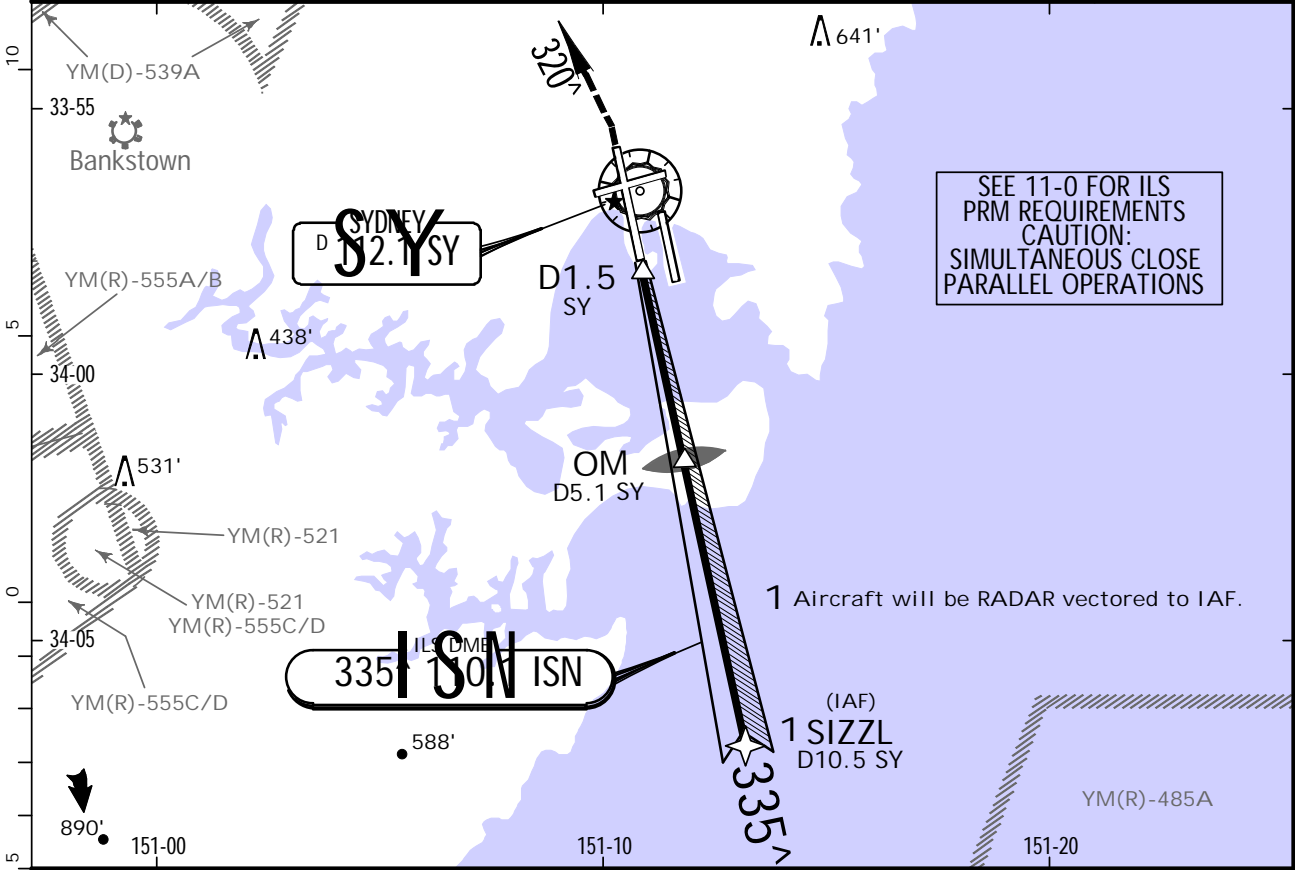 10
5
0
5
33-55
34-00
34-05
151-00
151-10
151-20
YM(D)-539A
Bankstown
YM(R)-555A/B
438'
531'
YM(R)-521
YM(R)-521
YM(R)-555C/D
YM(R)-555C/D
588'
890'
641'
320^
SYDNEY
D 112.1 SY
SY
D1.5
SY
OM
D5.1 SY
ILS DME
335^ 110. ISN
ISN
SEE 11-0 FOR ILS
PRM REQUIREMENTS
CAUTION:
SIMULTANEOUS CLOSE
PARALLEL OPERATIONS
1 Aircraft will be RADAR vectored to IAF.
(IAF)
1 SIZZL
D10.5 SY
335^
YM(R)-485A